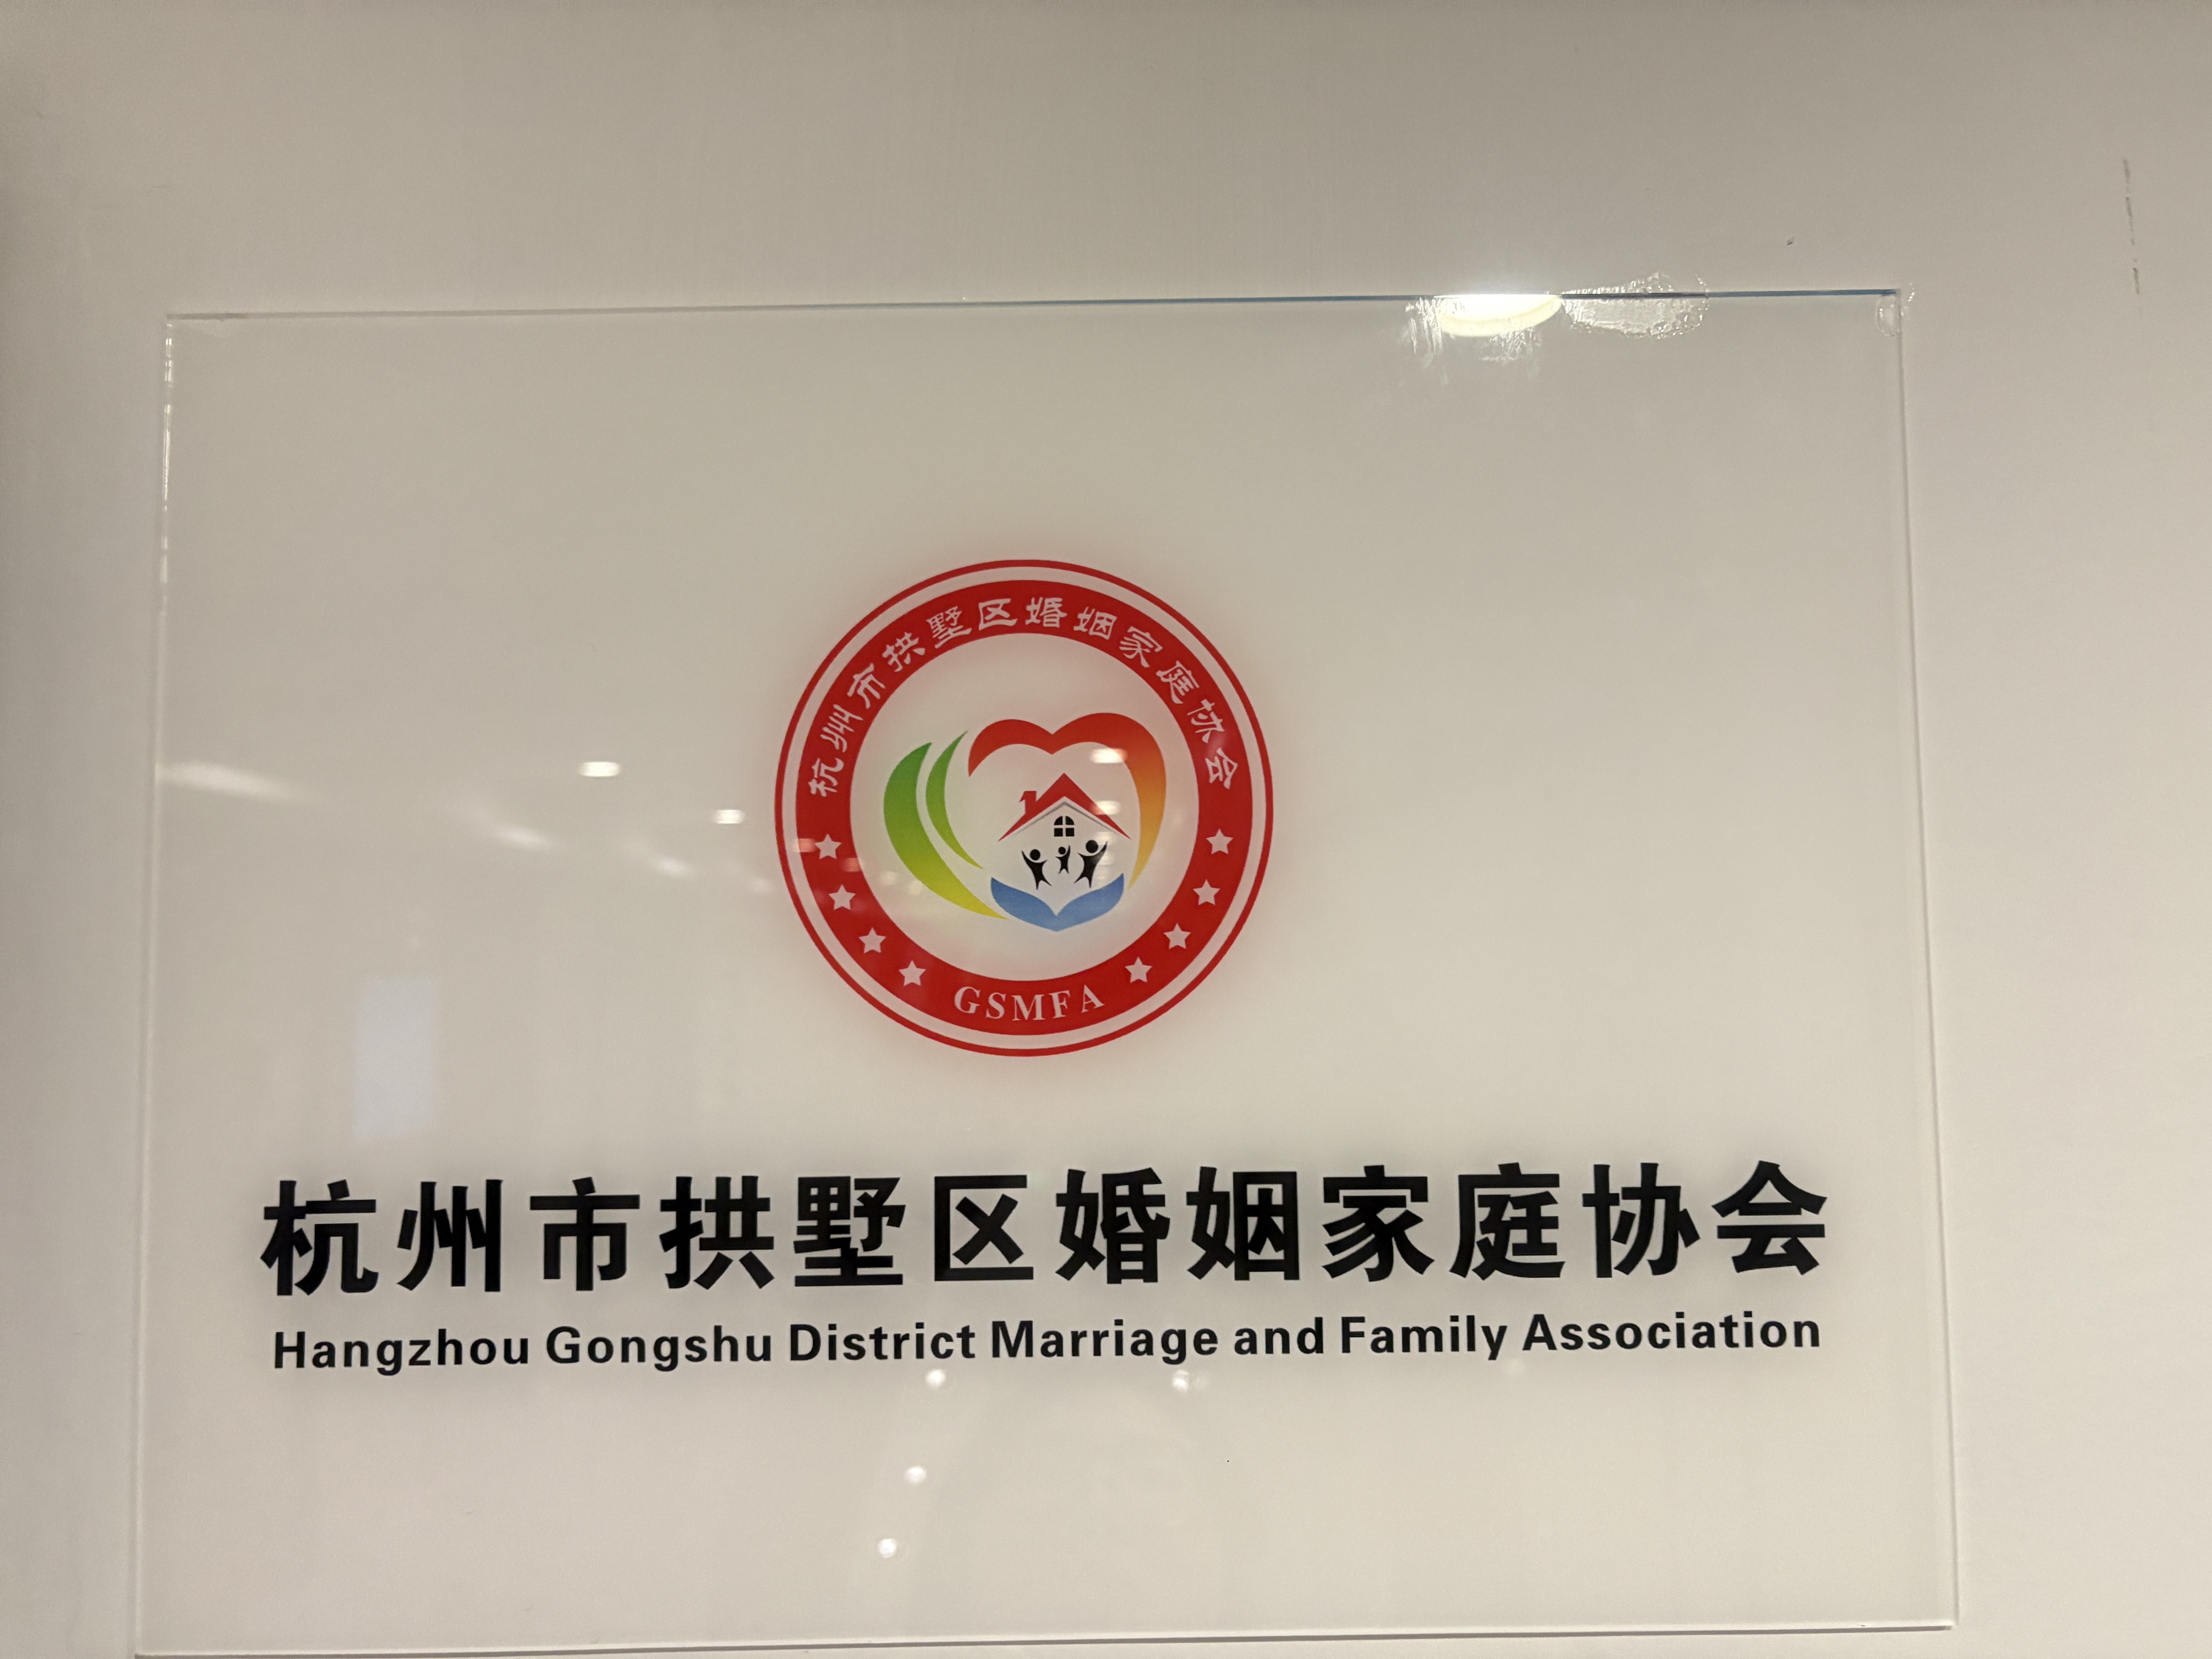 杭州市拱墅区婚姻家庭协会
GSMFA
杭州市拱墅区婚姻家庭协会
Hangzhou Gongshu District Marriage and Family Association